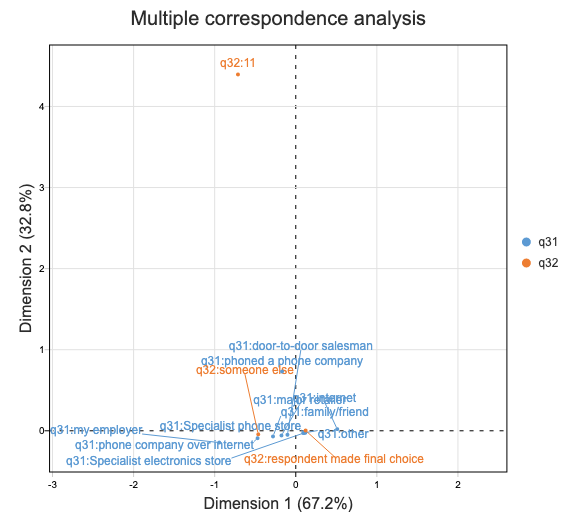 Multiple correspondence analysis
q32:11
4
3
Dimension 2 (32.8%)
2
q31
q32
1
q31:door-to-door salesman
q31:phoned a phone company
q32:someone else
q31:internet
q31:major retailer
q31:family/friend
0
q31:my employer
q31:Specialist phone store
q31:other
q31:phone company over internet
q31:Specialist electronics store
q32:respondent made final choice
-3
-2
-1
0
1
2
Dimension 1 (67.2%)